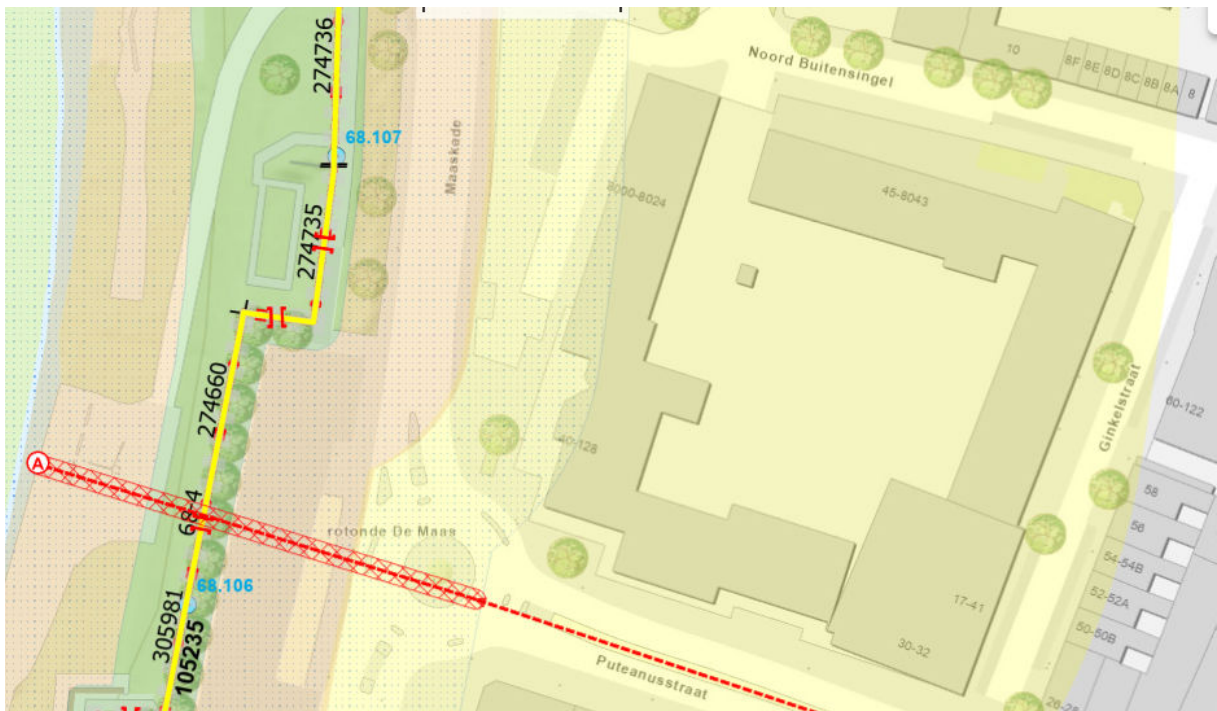 274736
Noord Buitensingel
10
8F
8E
8D
8C
8B
8A
8
68.107
Maaskade
8000-8024
45-8043
274735
274660
60-122
Ginkelstraat
40-128
A
68-4
rotonde De Maas
58
56
54-54B
52-52A
50-50B
68.106
305981
105235
17-41
30-32
Puteanusstraat